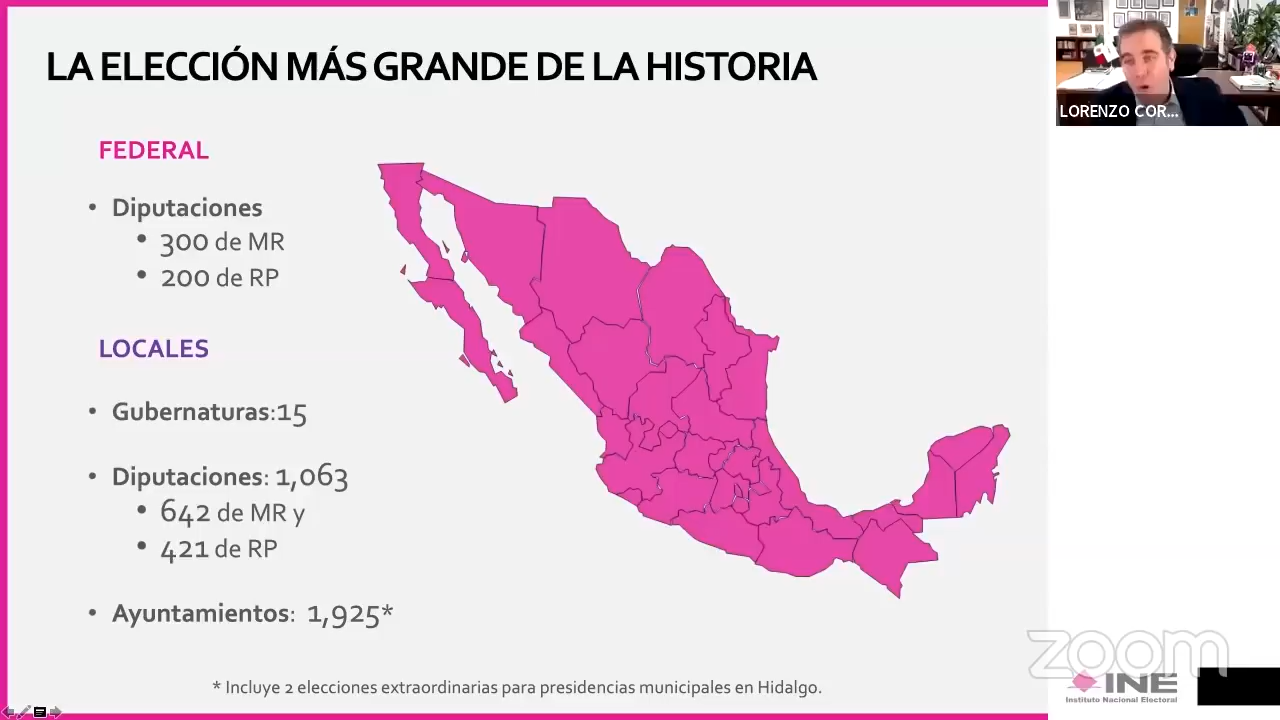 LA ELECCIÓN MÁS GRANDE DE LA HISTORIA
LORENZO COR...
FEDERAL
• Diputaciones
• 300 de MR
• 200 de RP
LOCALES
• Gubernaturas:15
• Diputaciones: 1,063
• 642 de MR y
• 421 de RP
• Ayuntamientos: 1,925*
* Incluye 2 elecciones extraordinarias para presidencias municipales en Hidalgo.
zoom
INE
Instituto Nacional Electoral